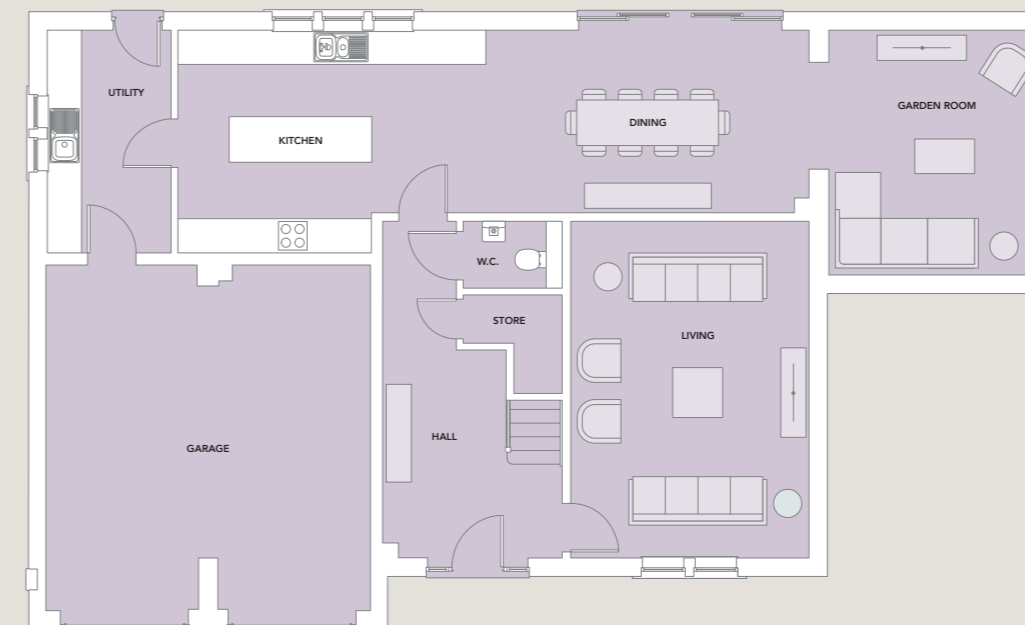 UTILITY
KITCHEN
DINING
GARDEN ROOM
W.C.
STORE
LIVING
HALL
GARAGE